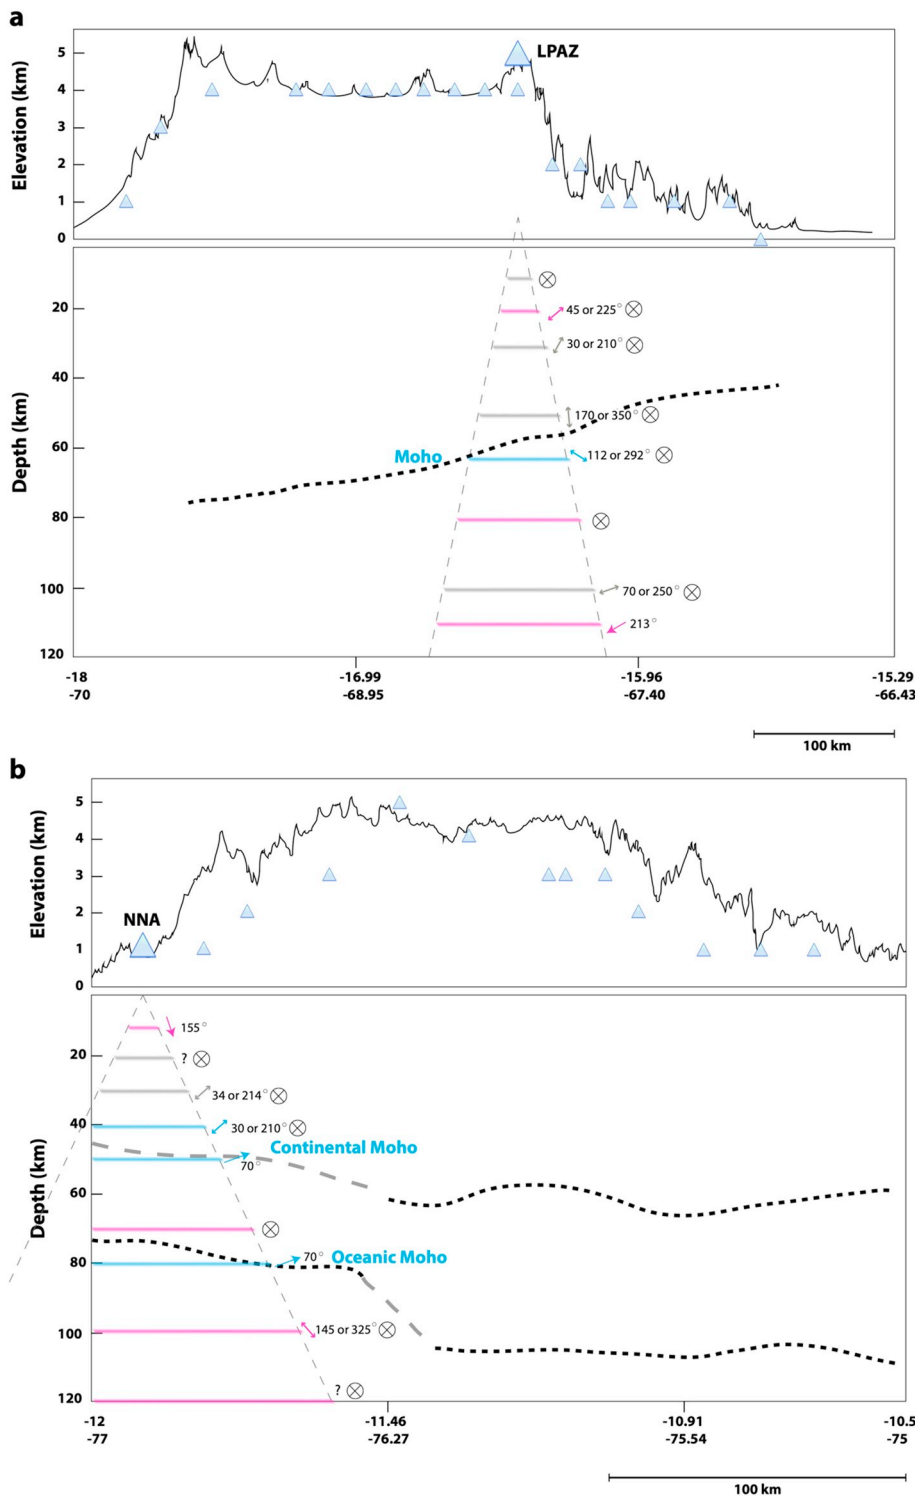 a
Elevation (km)
5
4
3
2
1
0
LPAZ
Depth (km)
20
40
60
80
100
120
45 or 225°
30 or 210°
170 or 350°
Moho
112 or 292°
70 or 250°
213°
-18 -16.99 -15.96 -15.29
-70 -68.95 -67.40 -66.43
100 km
b
Elevation (km)
5
4
3
2
1
0
NNA
Depth (km)
20
40
60
80
100
120
155°
?
34 or 214°
30 or 210°
Continental Moho
70°
70° Oceanic Moho
145 or 325°
?
-12 -11.46 -10.91 -10.5
-77 -76.27 -75.54 -75
100 km